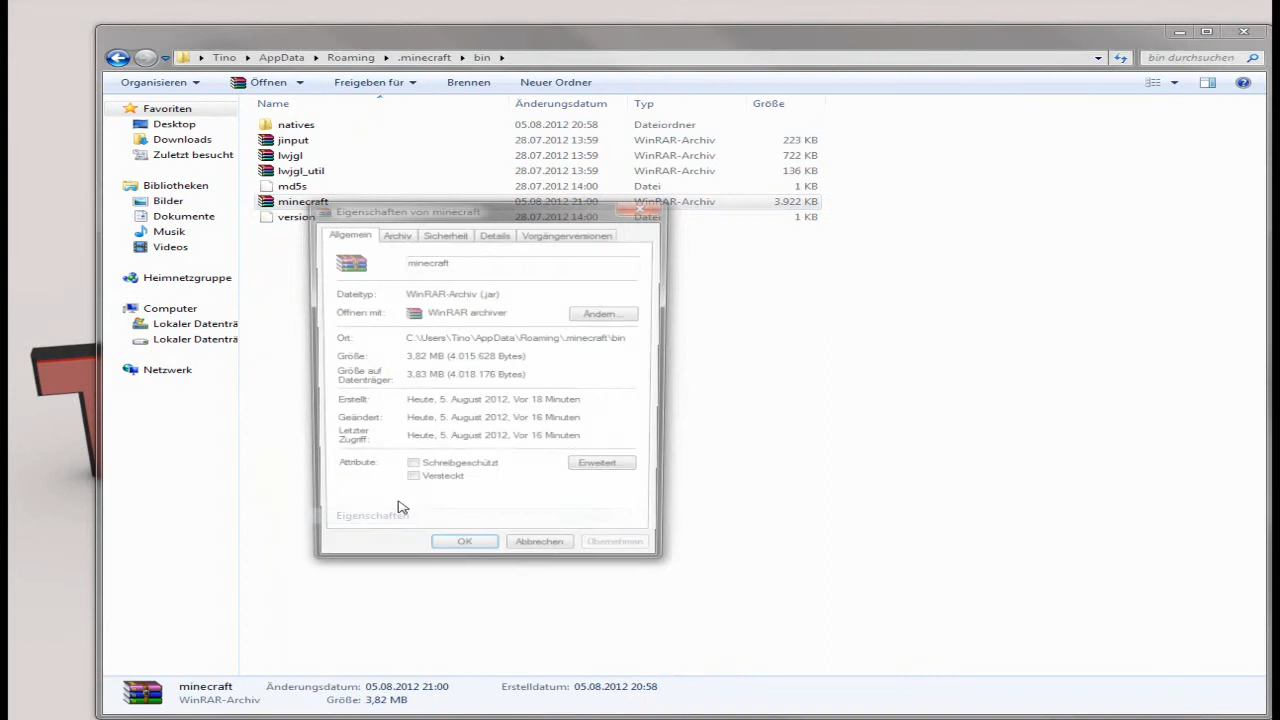 Tino
AppData
Roaming
.minecraft
bin
bin durchsuchen
Organisieren
Öffnen
Freigeben für
Brennen
Neuer Ordner
Favoriten
Desktop
Downloads
Zuletzt besucht
Bibliotheken
Bilder
Dokumente
Musik
Videos
Heimnetzgruppe
Computer
Lokaler Datenträ
Lokaler Datenträ
Netzwerk
Name Änderungsdatum Typ Größe
natives 05.08.2012 20:58 Dateiordner
jinput 28.07.2012 13:59 WinRAR-Archiv 223 KB
lwjgl 28.07.2012 13:59 WinRAR-Archiv 722 KB
lwjgl_util 28.07.2012 13:59 WinRAR-Archiv 136 KB
md5s 28.07.2012 14:00 Datei 1 KB
minecraft 05.08.2012 21:00 WinRAR-Archiv 3.922 KB
version 28.07.2012 14:00 Datei 1 KB
Eigenschaften von minecraft
Allgemein Archiv Sicherheit Details Vorgängerversionen
minecraft
Dateityp: WinRAR-Archiv (.jar)
Öffnen mit: WinRAR archiver Ändern...
Ort: C:\Users\Tino\AppData\Roaming\.minecraft\bin
Größe: 3,82 MB (4.015.628 Bytes)
Größe auf Datenträger: 3,83 MB (4.018.176 Bytes)
Erstellt: Heute, 5. August 2012, Vor 18 Minuten
Geändert: Heute, 5. August 2012, Vor 16 Minuten
Letzter Zugriff: Heute, 5. August 2012, Vor 16 Minuten
Attribute: Schreibgeschützt Erweitert...
Versteckt
Eigenschaften
OK Abbrechen Übernehmen
minecraft Änderungsdatum: 05.08.2012 21:00 Erstelldatum: 05.08.2012 20:58
WinRAR-Archiv Größe: 3,82 MB